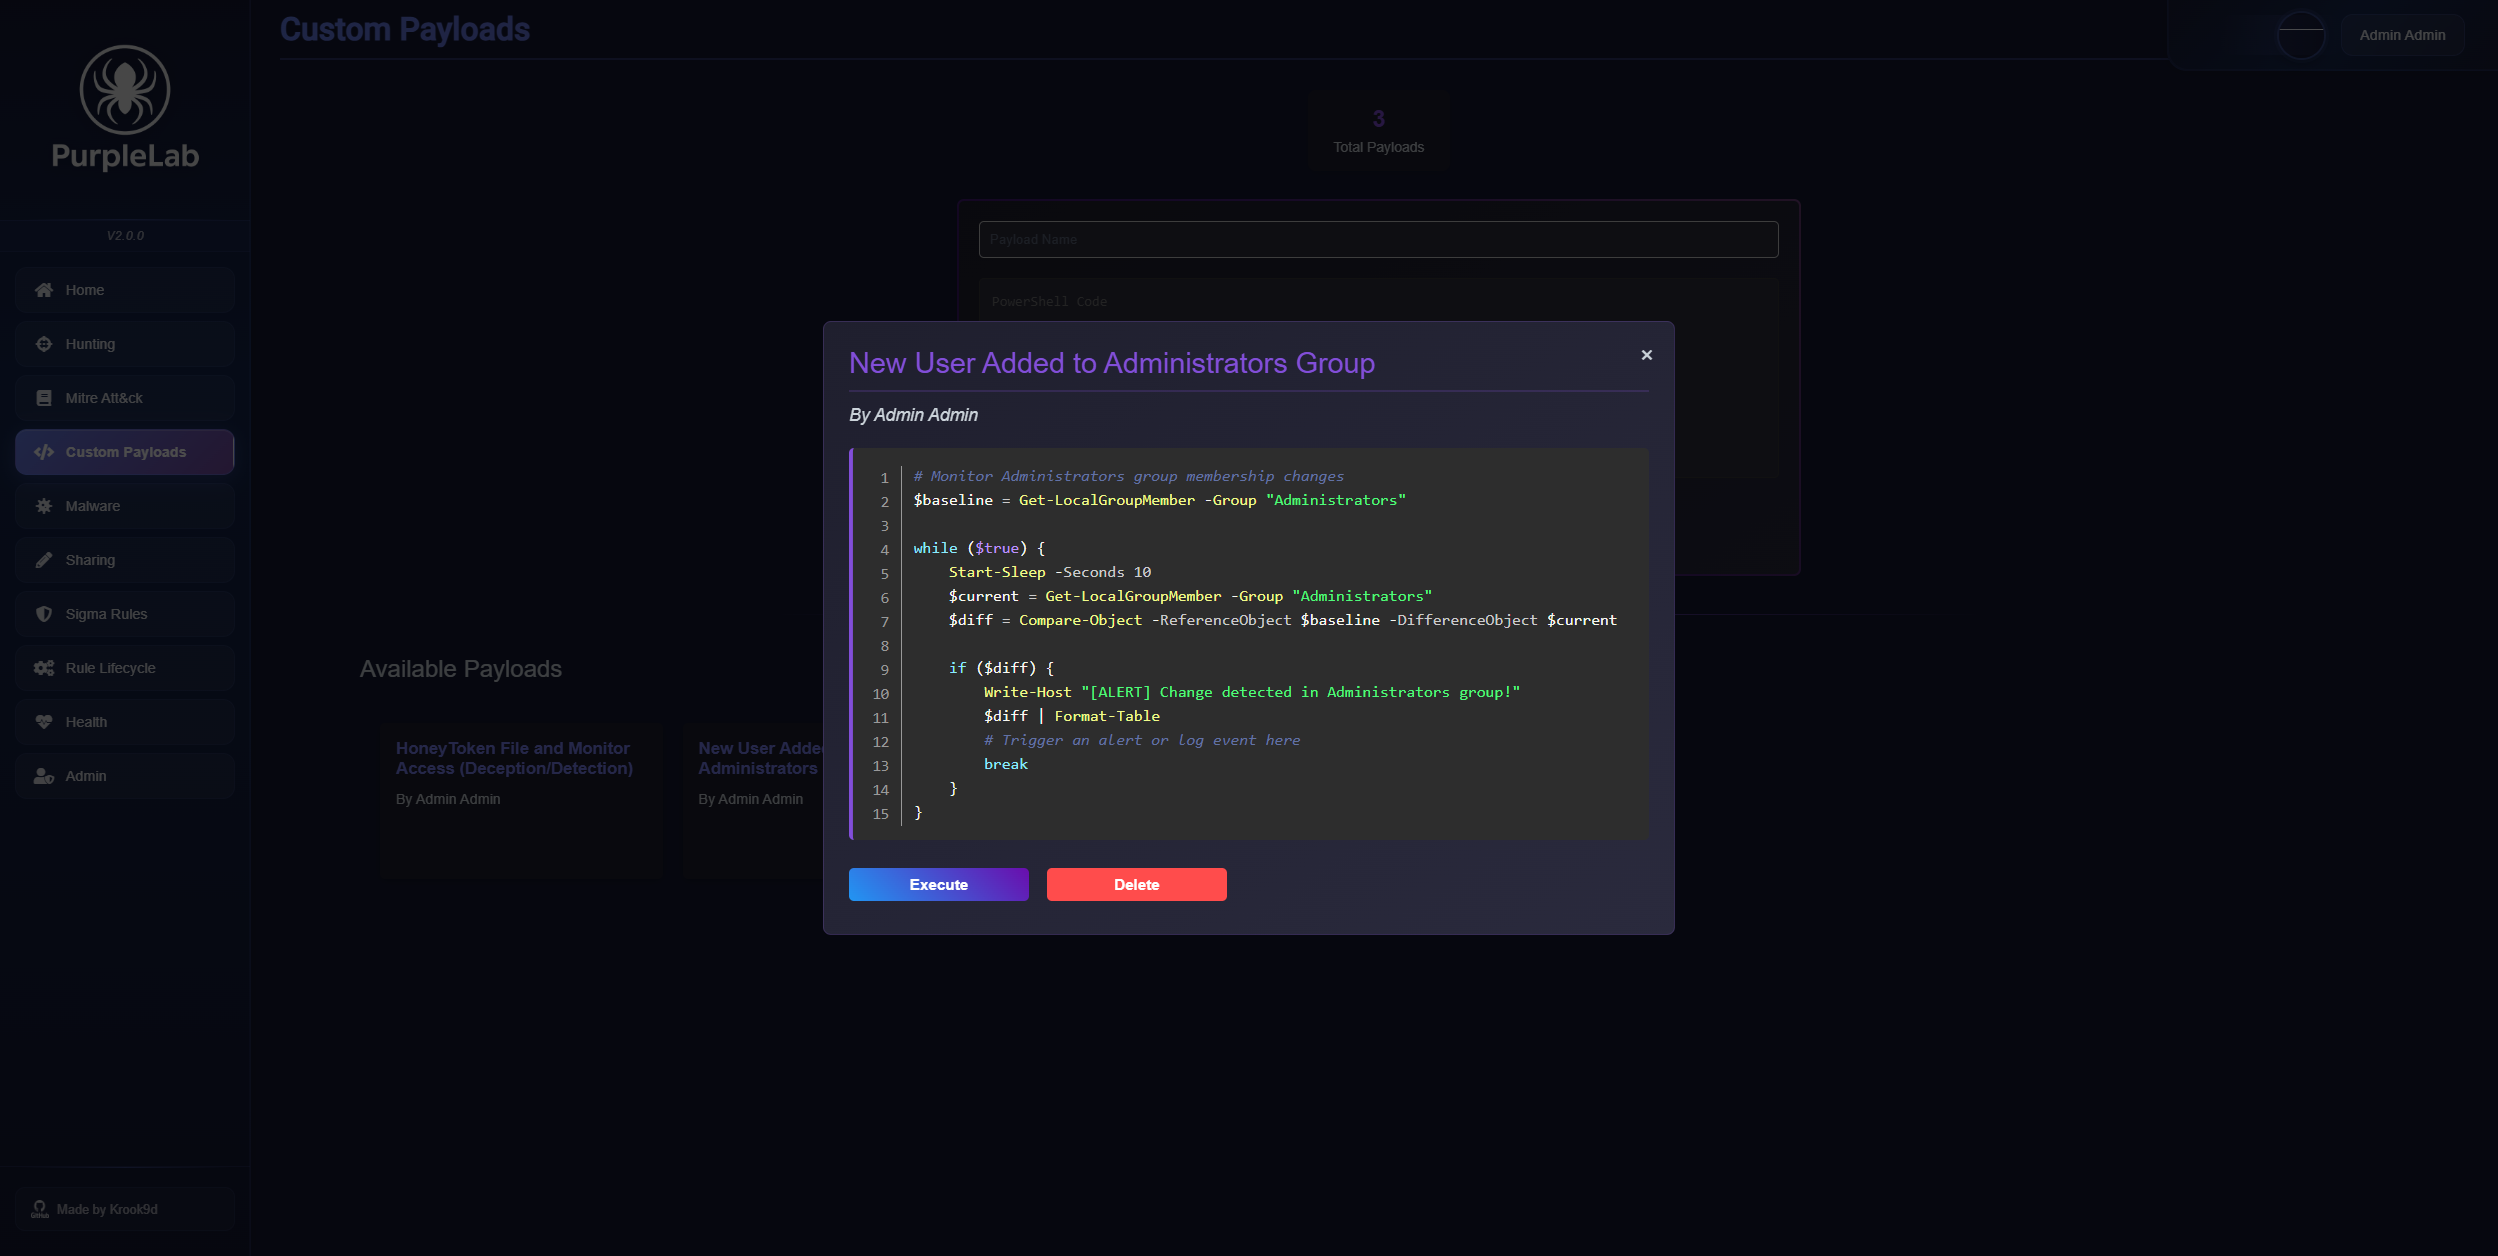 PurpleLab
V2.0.0
Home
Hunting
Mitre Att&ck
Custom Payloads
Malware
Sharing
Sigma Rules
Rule Lifecycle
Health
Admin
Made by Krook9d
Custom Payloads
Admin Admin
3
Total Payloads
Payload Name
PowerShell Code
Available Payloads
HoneyToken File and Monitor
Access (Deception/Detection)
By Admin Admin
New User Added
Administrators
By Admin Admin
New User Added to Administrators Group
×
By Admin Admin
1 # Monitor Administrators group membership changes
2 $baseline = Get-LocalGroupMember -Group "Administrators"
3
4 while ($true) {
5     Start-Sleep -Seconds 10
6     $current = Get-LocalGroupMember -Group "Administrators"
7     $diff = Compare-Object -ReferenceObject $baseline -DifferenceObject $current
8
9     if ($diff) {
10         Write-Host "[ALERT] Change detected in Administrators group!"
11         $diff | Format-Table
12         # Trigger an alert or log event here
13         break
14     }
15 }
Execute
Delete